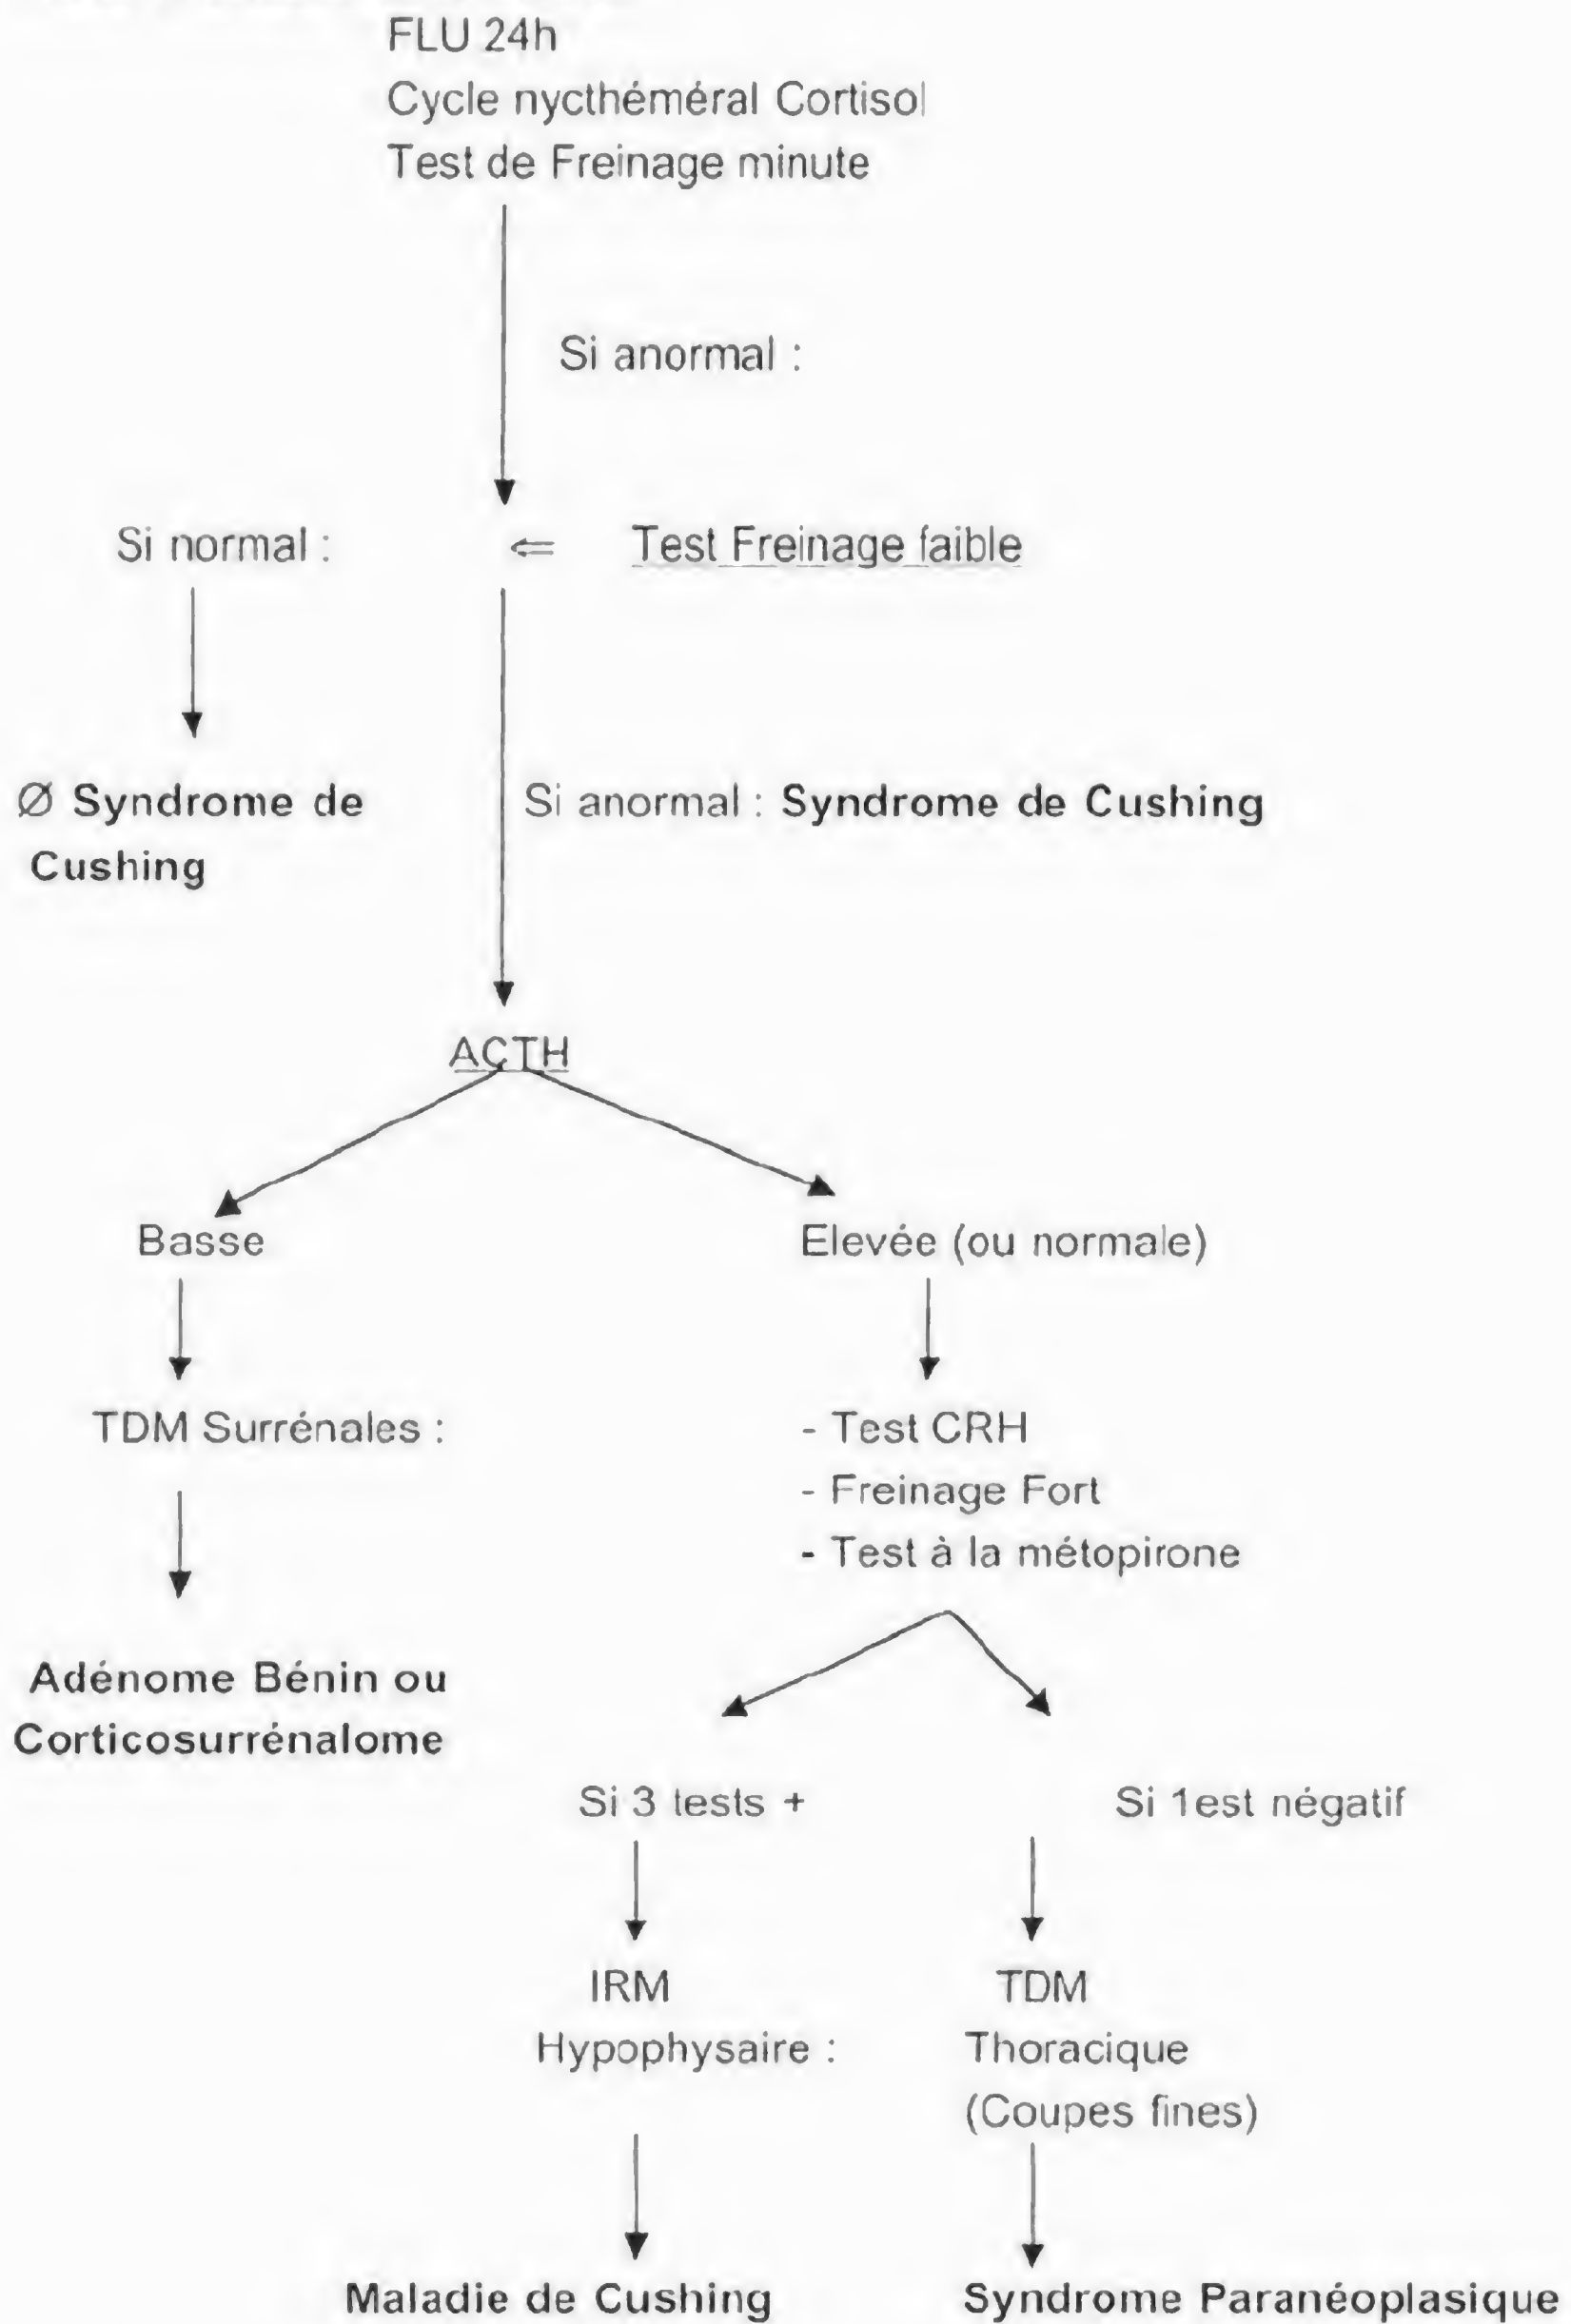 FLU 24h
Cycle nycthéméral Cortisol
Test de Freinage minute
Si anormal :
Si normal : ⇐ Test Freinage faible
Ø Syndrome de
Cushing
Si anormal : Syndrome de Cushing
ACTH
Basse
Elevée (ou normale)
TDM Surrénales :
- Test CRH
- Freinage Fort
- Test à la métopirone
Adénome Bénin ou
Corticosurrénalome
Si 3 tests +
Si 1est négatif
IRM
Hypophysaire :
TDM
Thoracique
(Coupes fines)
Maladie de Cushing
Syndrome Paranéoplasique